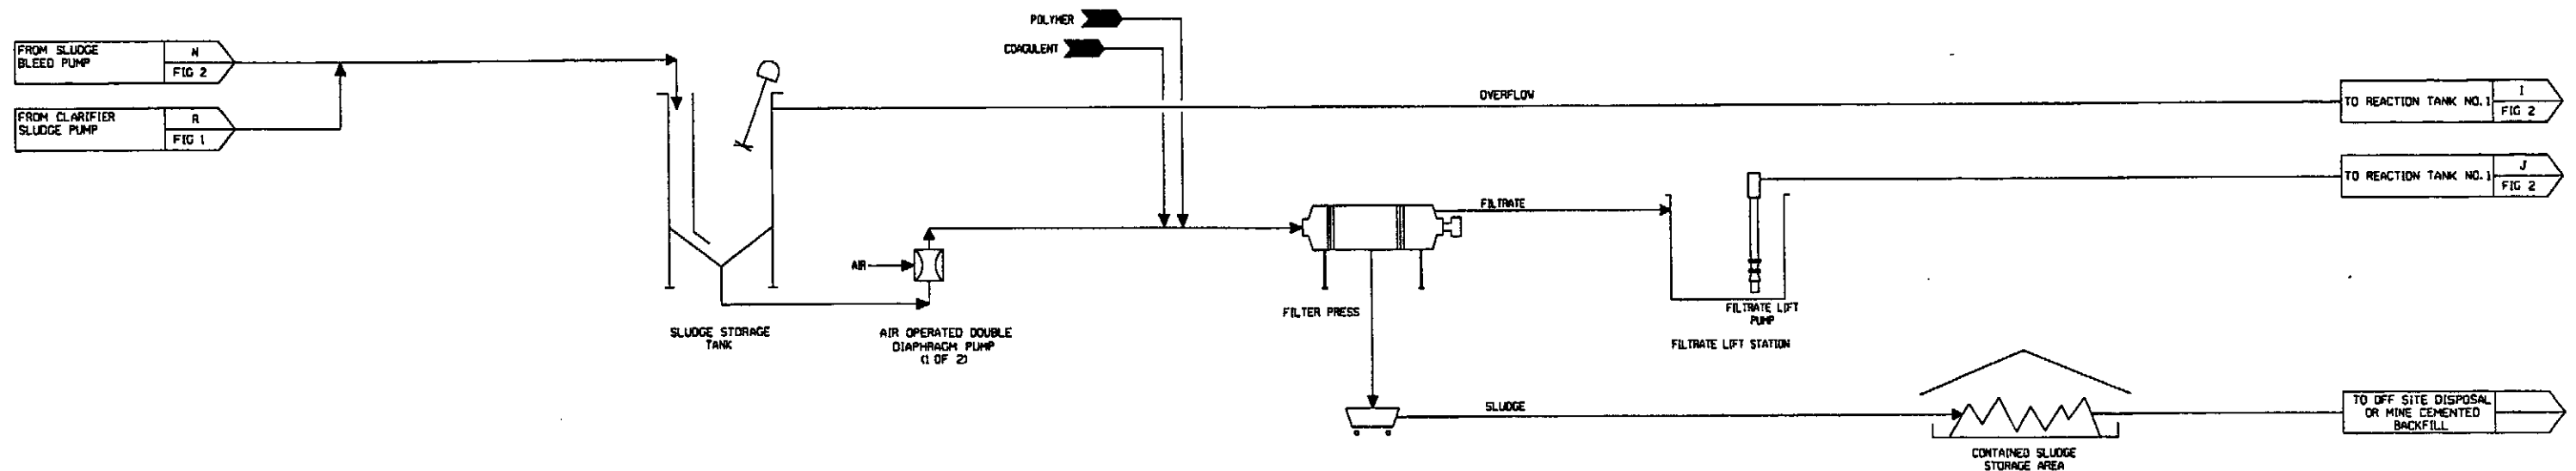 POLYMER
COAGULENT
FROM SLUDGE
BLEED PUMP
N
FIG 2
FROM CLARIFIER
SLUDGE PUMP
R
FIG 1
OVERFLOW
TO REACTION TANK NO.1
I
FIG 2
TO REACTION TANK NO.1
J
FIG 2
FILTRATE
AIR
SLUDGE STORAGE
TANK
AIR OPERATED DOUBLE
DIAPHRAGM PUMP
(1 OF 2)
FILTER PRESS
FILTRATE LIFT
PUMP
FILTRATE LIFT STATION
SLUDGE
CONTAINED SLUDGE
STORAGE AREA
TO OFF SITE DISPOSAL
OR MINE CEMENTED
BACKFILL